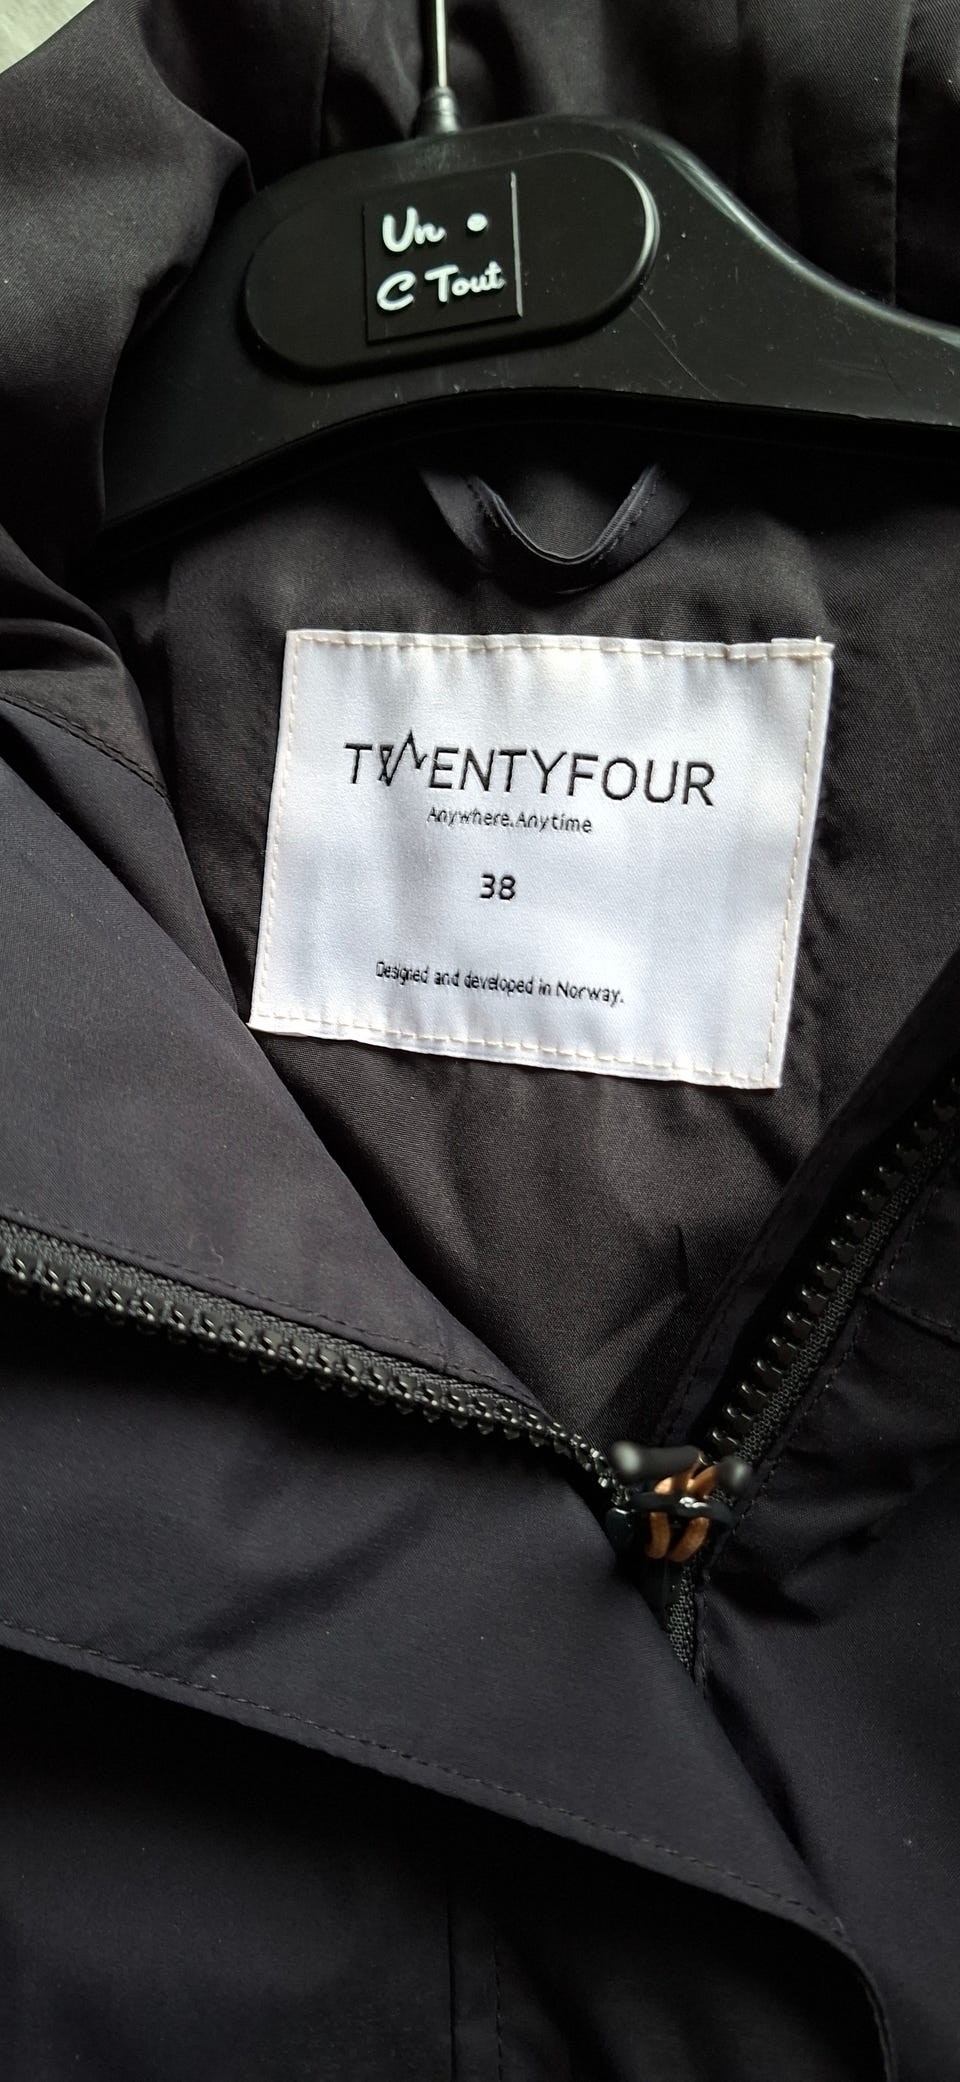 Un •
C Tout
TWENTYFOUR
Anywhere.Anytime
38
Designed and developed in Norway.